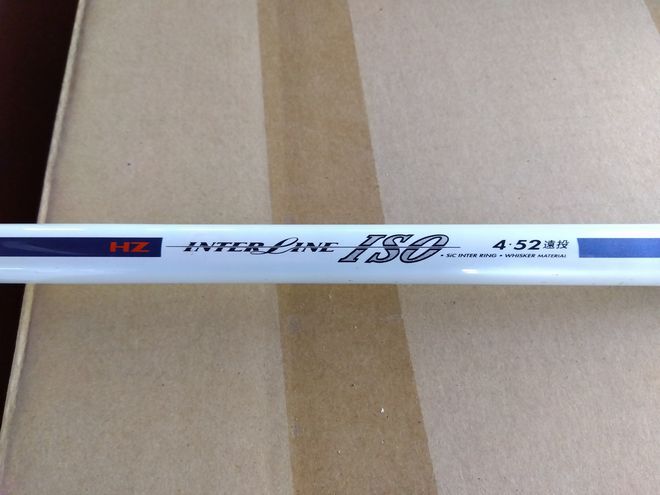 HZ INTER LINE ISO 4·52遠投
• SiC INTER RING • WHISKER MATERIAL